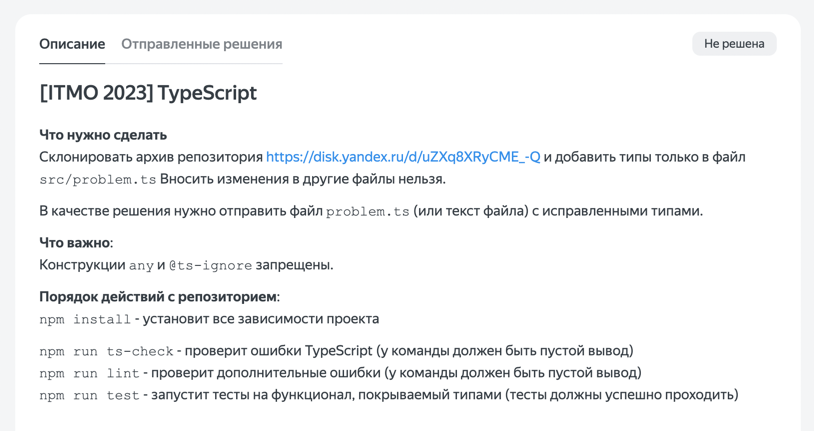 Описание Отправленные решения Не решена
[ITMO 2023] TypeScript
Что нужно сделать
Склонировать архив репозитория https://disk.yandex.ru/d/uZXq8XRyCME_-Q и добавить типы только в файл
src/problem.ts Вносить изменения в другие файлы нельзя.
В качестве решения нужно отправить файл problem.ts (или текст файла) с исправленными типами.
Что важно:
Конструкции any и @ts-ignore запрещены.
Порядок действий с репозиторием:
npm install - установит все зависимости проекта
npm run ts-check - проверит ошибки TypeScript (у команды должен быть пустой вывод)
npm run lint - проверит дополнительные ошибки (у команды должен быть пустой вывод)
npm run test - запустит тесты на функционал, покрываемый типами (тесты должны успешно проходить)